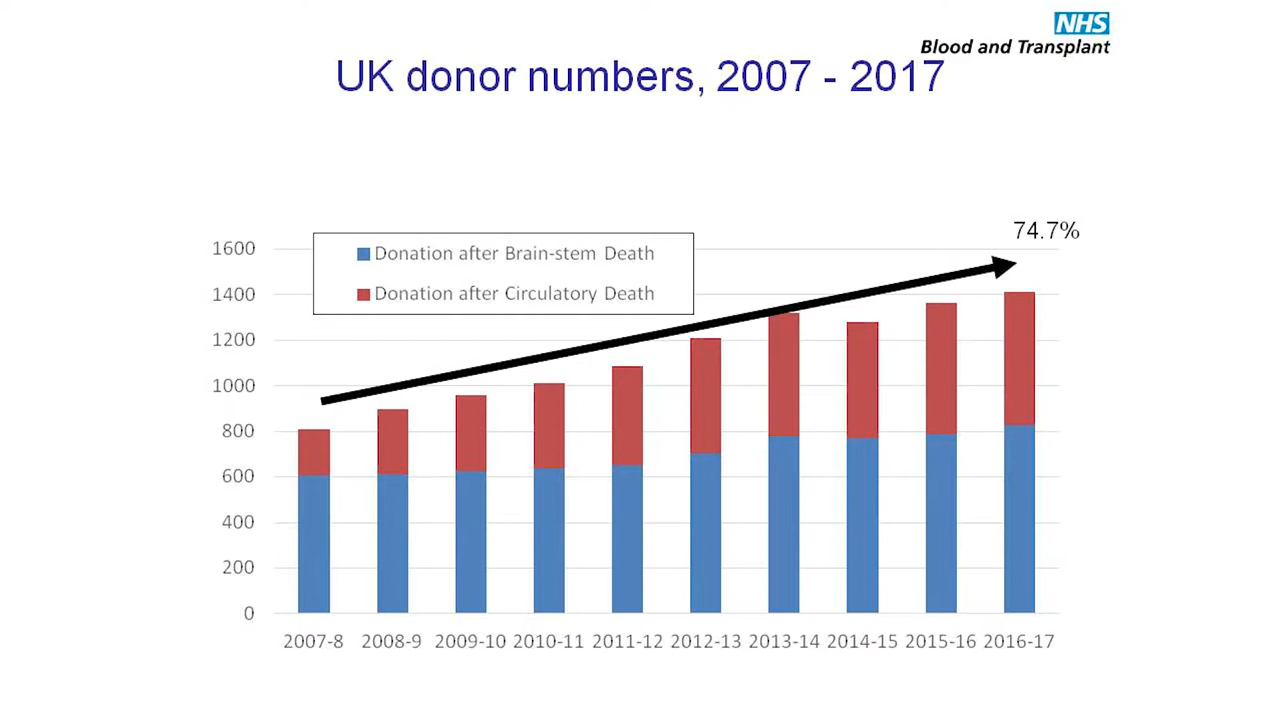 NHS
Blood and Transplant
UK donor numbers, 2007 - 2017
74.7%
Donation after Brain-stem Death
Donation after Circulatory Death
1600
1400
1200
1000
800
600
400
200
0
2007-8 2008-9 2009-10 2010-11 2011-12 2012-13 2013-14 2014-15 2015-16 2016-17